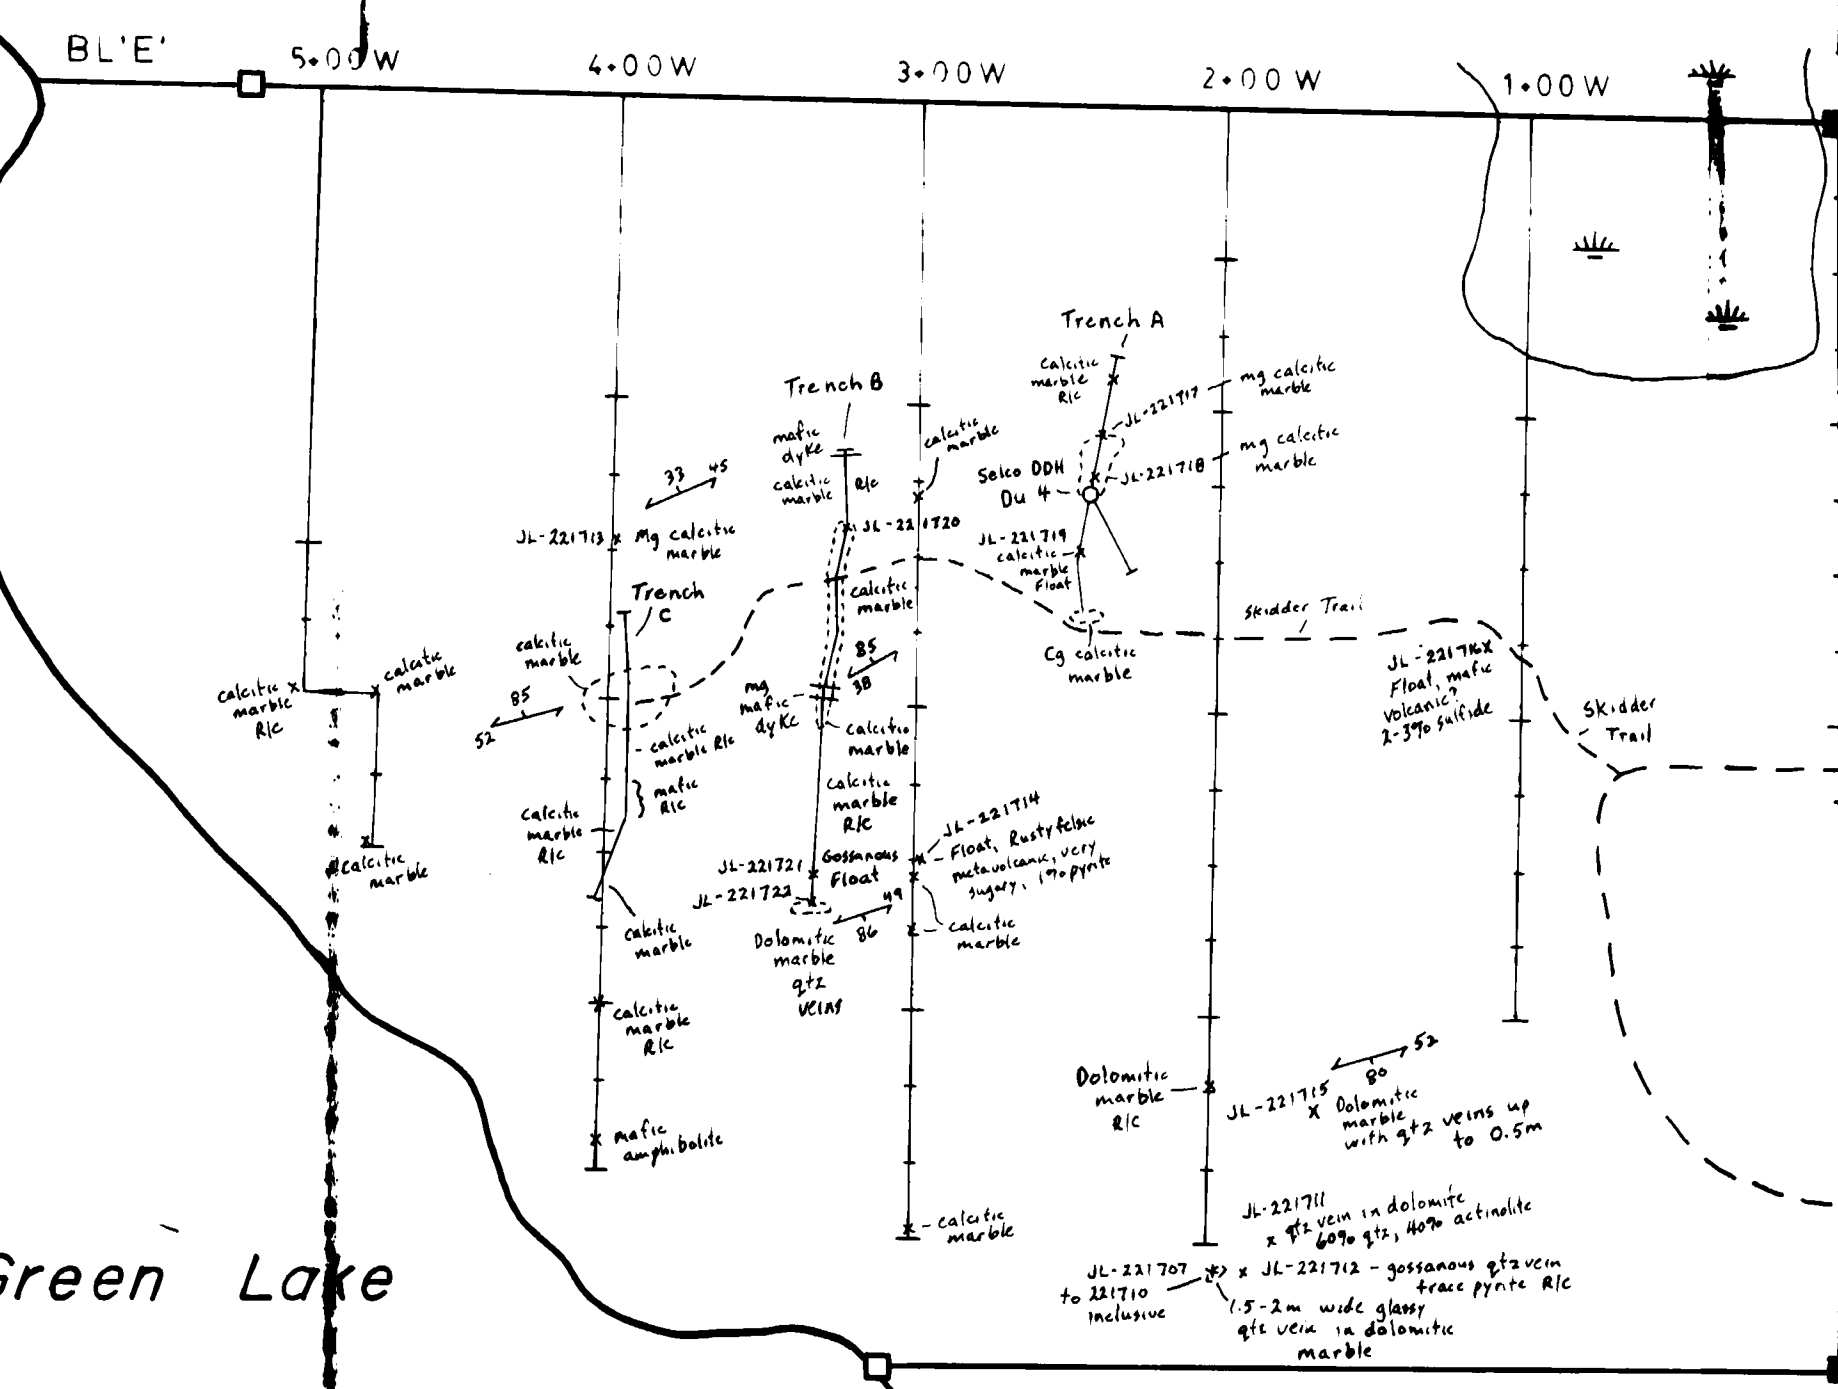 BL'E'
5+00W
4+00W
3+00W
2+00W
1+00W
Trench A
Calcitic
marble
R/c
JL-221717
mg calcitic
marble
JL-221718
mg calcitic
marble
Selco DDH
Du 4
JL-221719
calcitic
marble
Float
Cg calcitic
marble
Trench B
mafic
dyke
calcitic
marble
R/c
calcitic
marble
JL-221720
calcitic
marble
85
38
mg
mafic
dyke
calcitic
marble
Calcitic
marble
R/c
JL-221721
Gossanous
Float
JL-221722
49
86
Dolomitic
marble
qtz
veins
JL-221714
Float, Rusty felsic
metavolcanic, very
sugary, 1% pyrite
calcitic
marble
calcitic
marble
33 45
JL-221713
Mg calcitic
marble
Trench
C
calcitic
marble
85
52
calcitic
marble R/c
mafic
R/c
Calcitic
marble
R/c
calcitic
marble
calcitic
marble
R/c
mafic
amphibolite
calcitic
marble
R/c
calcitic
marble
Calcitic
marble
Skidder Trail
JL-221716X
Float, mafic
volcanic?
2-3% sulfide
Skidder
Trail
52
80
Dolomitic
marble
R/c
JL-221715
x Dolomitic
marble
with qtz veins up
to 0.5m
JL-221711
x qtz vein in dolomite
60% qtz, 40% actinolite
JL-221707
to 221710
inclusive
x JL-221712 - gossanous qtz vein
trace pyrite R/c
1.5-2m wide glassy
qtz vein in dolomitic
marble
Green Lake